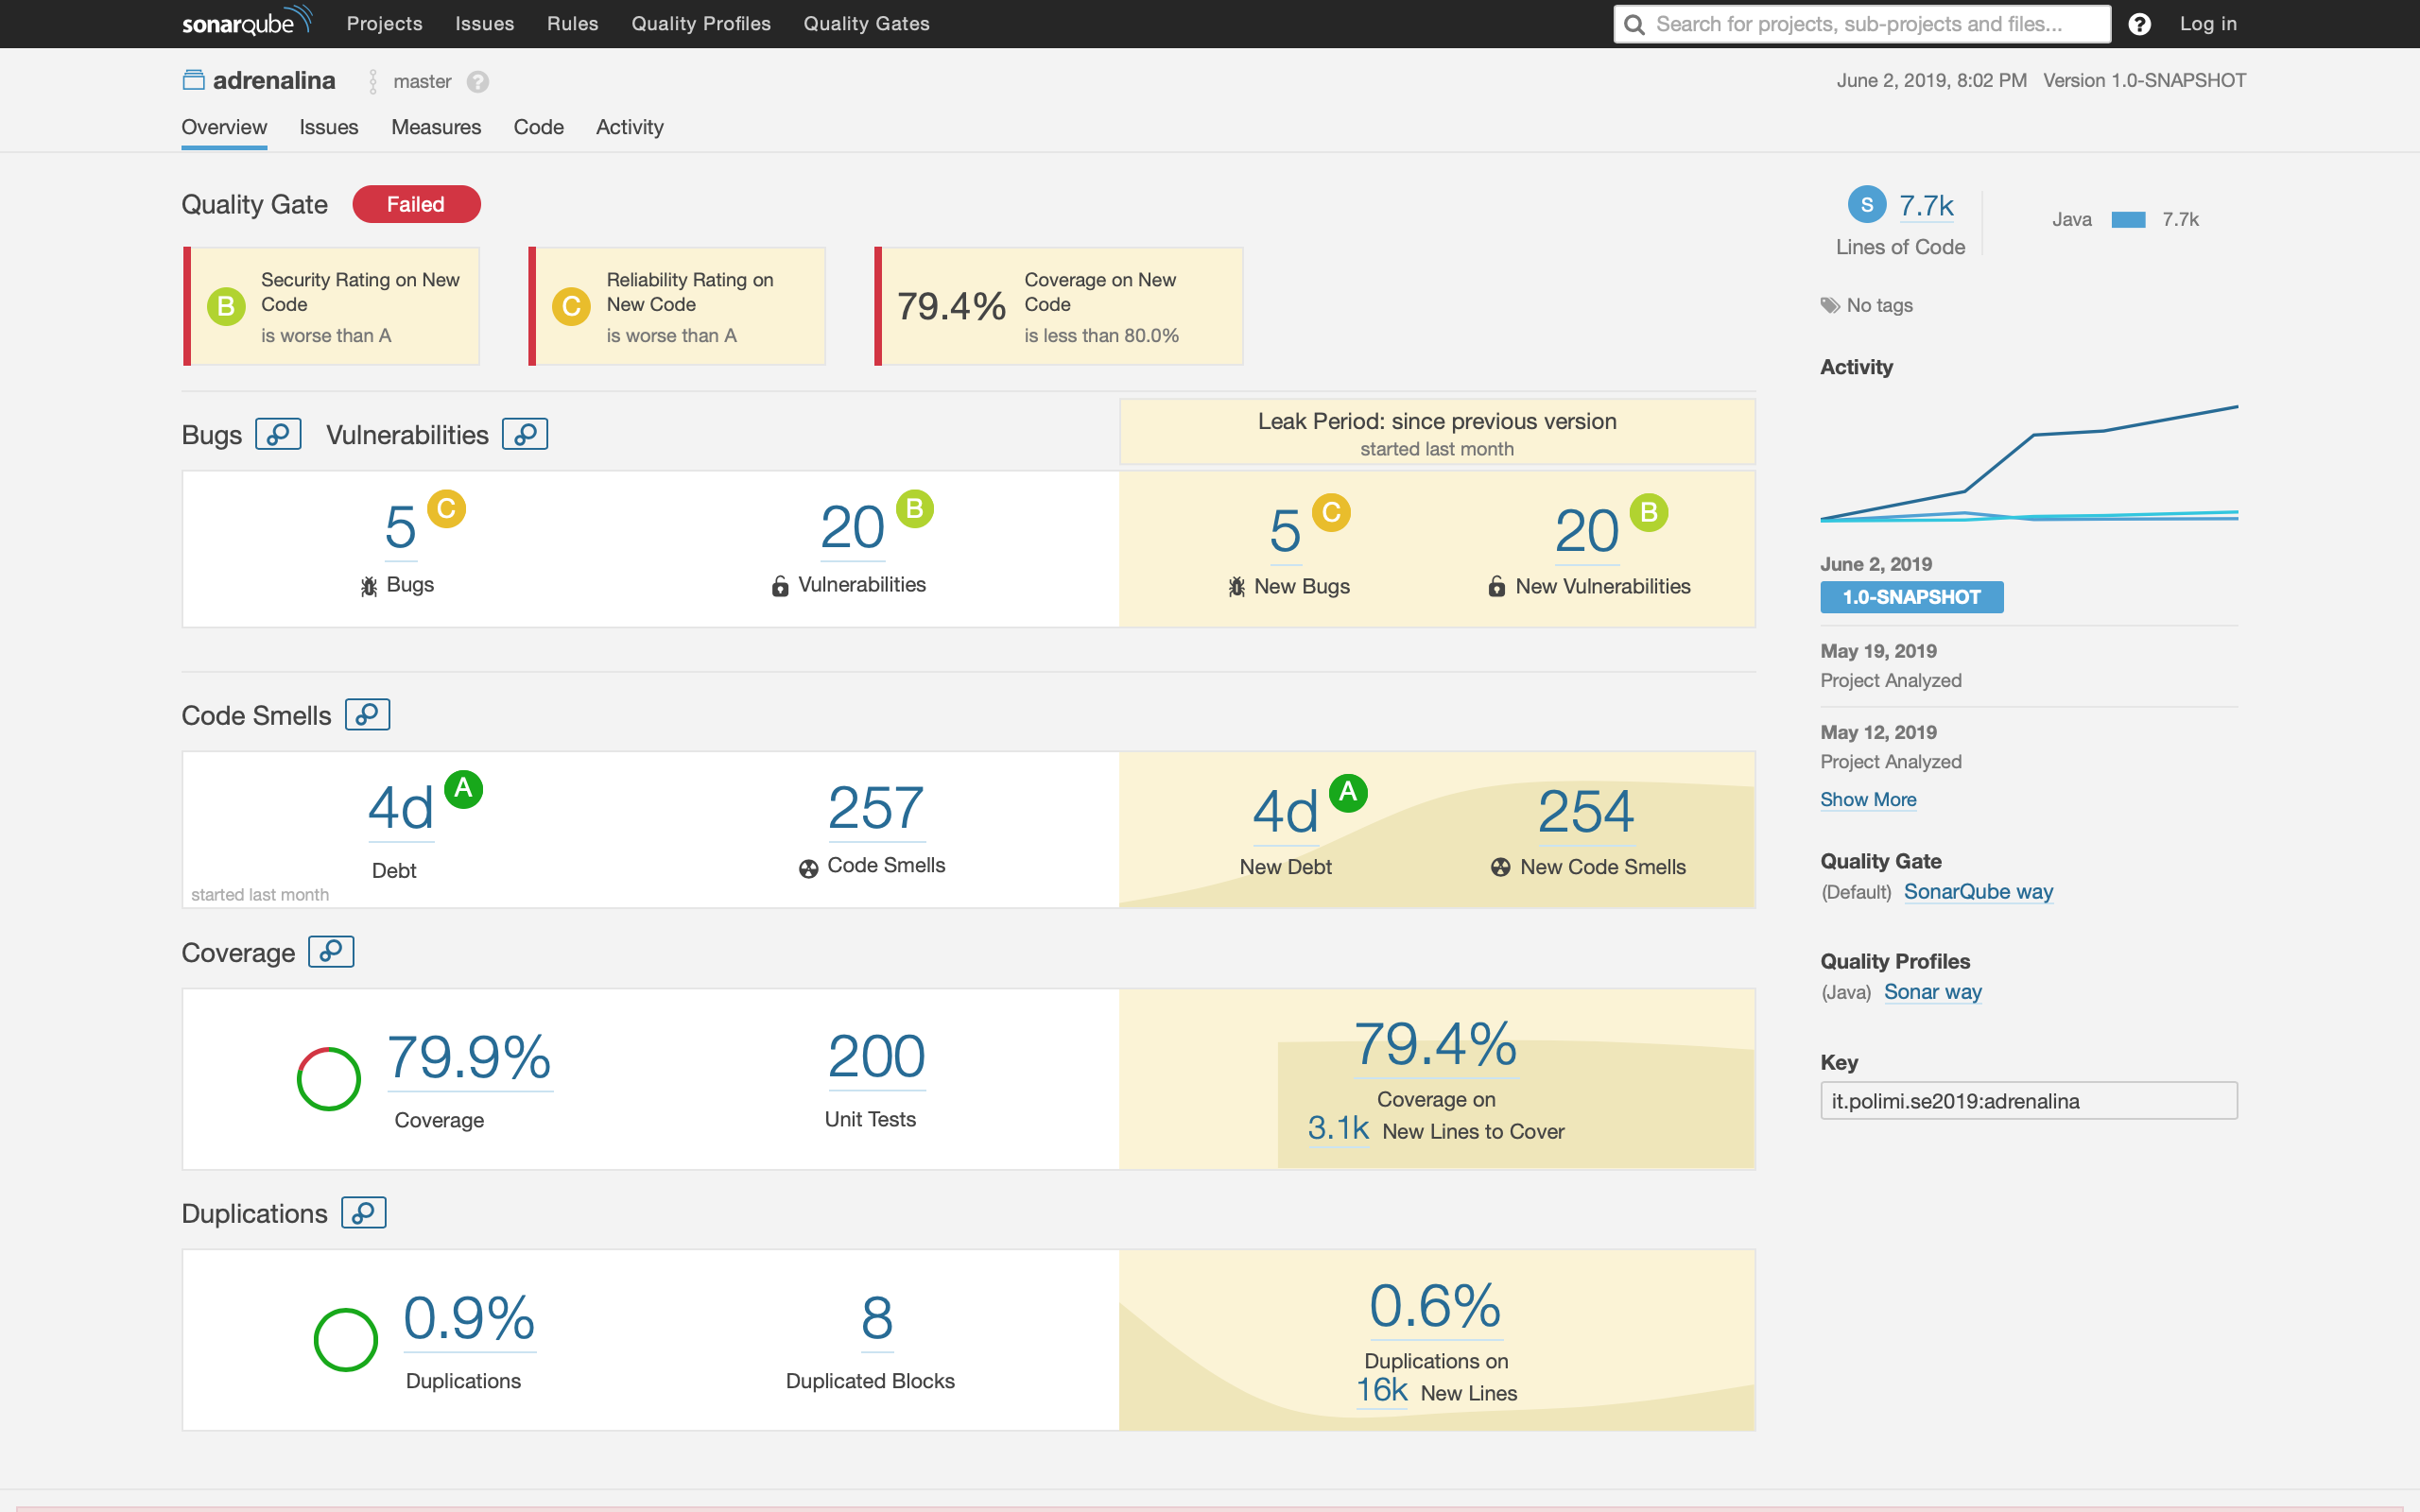 sonarqube Projects Issues Rules Quality Profiles Quality Gates Search for projects, sub-projects and files... ? Log in
adrenalina master ? June 2, 2019, 8:02 PM Version 1.0-SNAPSHOT
Overview Issues Measures Code Activity
Quality Gate Failed
B Security Rating on New
Code
is worse than A
C Reliability Rating on
New Code
is worse than A
79.4% Coverage on New
Code
is less than 80.0%
Bugs Vulnerabilities
Leak Period: since previous version
started last month
5 C
Bugs
20 B
Vulnerabilities
5 C
New Bugs
20 B
New Vulnerabilities
Code Smells
4d A
Debt
257
Code Smells
started last month
4d A
New Debt
254
New Code Smells
Coverage
79.9%
Coverage
200
Unit Tests
79.4%
Coverage on
3.1k New Lines to Cover
Duplications
0.9%
Duplications
8
Duplicated Blocks
0.6%
Duplications on
16k New Lines
S 7.7k
Lines of Code
Java 7.7k
No tags
Activity
June 2, 2019
1.0-SNAPSHOT
May 19, 2019
Project Analyzed
May 12, 2019
Project Analyzed
Show More
Quality Gate
(Default) SonarQube way
Quality Profiles
(Java) Sonar way
Key
it.polimi.se2019:adrenalina